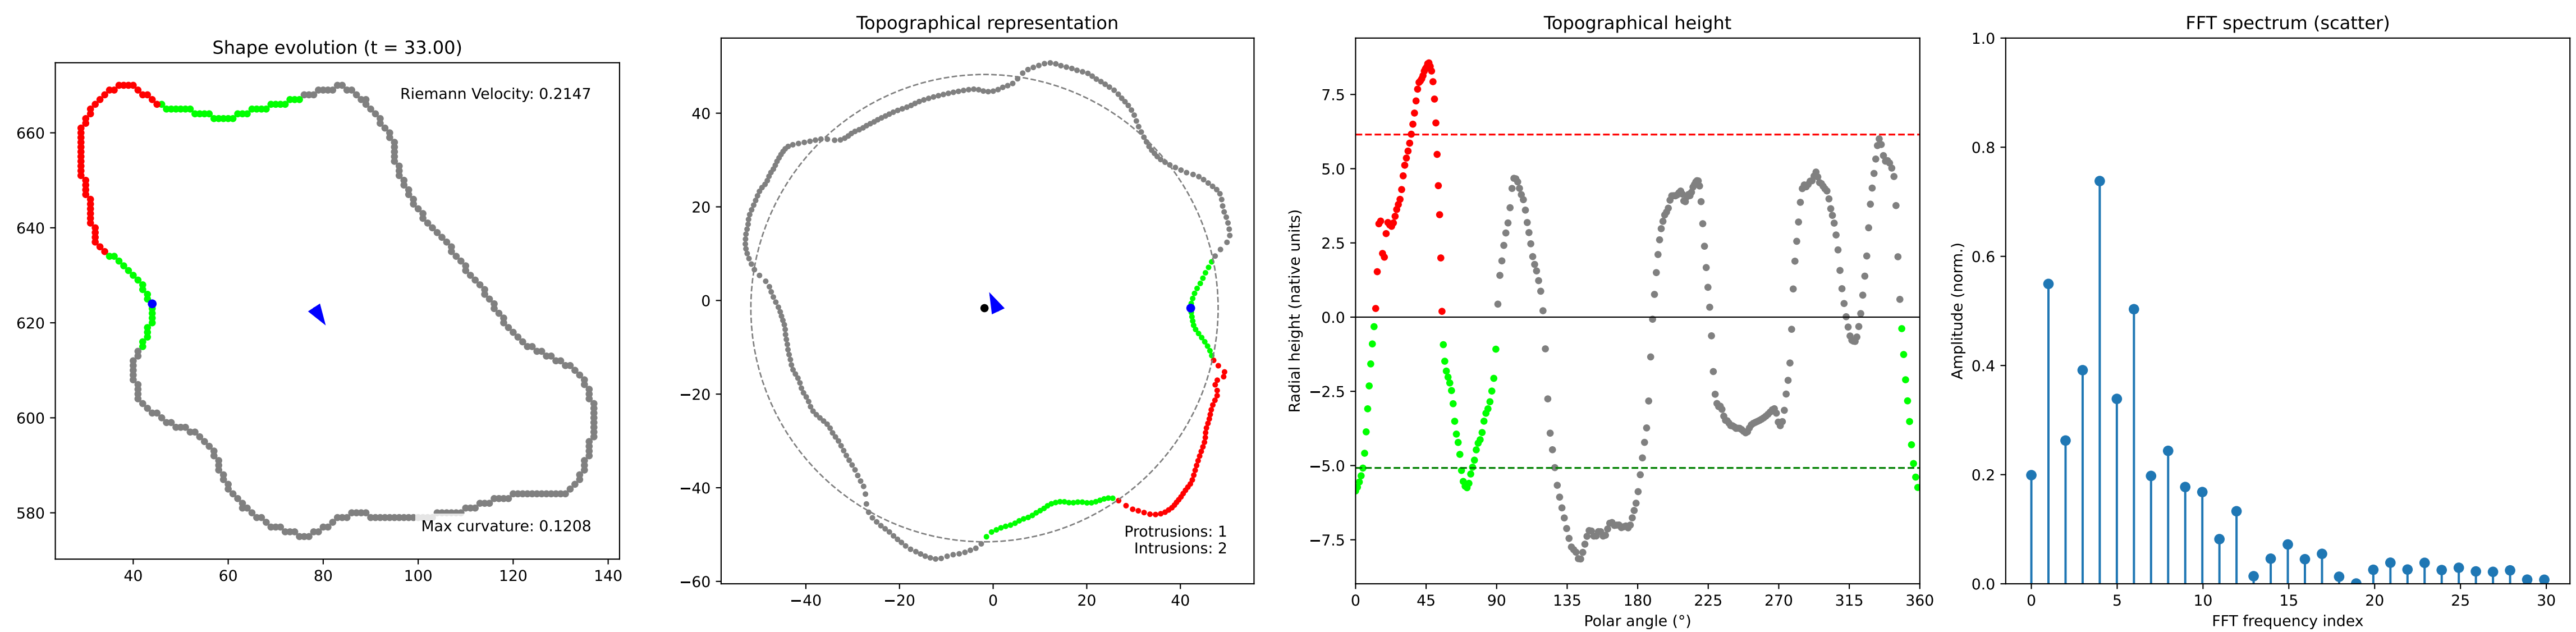 Shape evolution (t = 33.00)
Riemann Velocity: 0.2147
660
640
620
600
580
Max curvature: 0.1208
40 60 80 100 120 140
Topographical representation
40
20
0
−20
−40
−60
Protrusions: 1
Intrusions: 2
−40 −20 0 20 40
Topographical height
Radial height (native units)
7.5
5.0
2.5
0.0
−2.5
−5.0
−7.5
0 45 90 135 180 225 270 315 360
Polar angle (°)
FFT spectrum (scatter)
Amplitude (norm.)
1.0
0.8
0.6
0.4
0.2
0.0
0 5 10 15 20 25 30
FFT frequency index